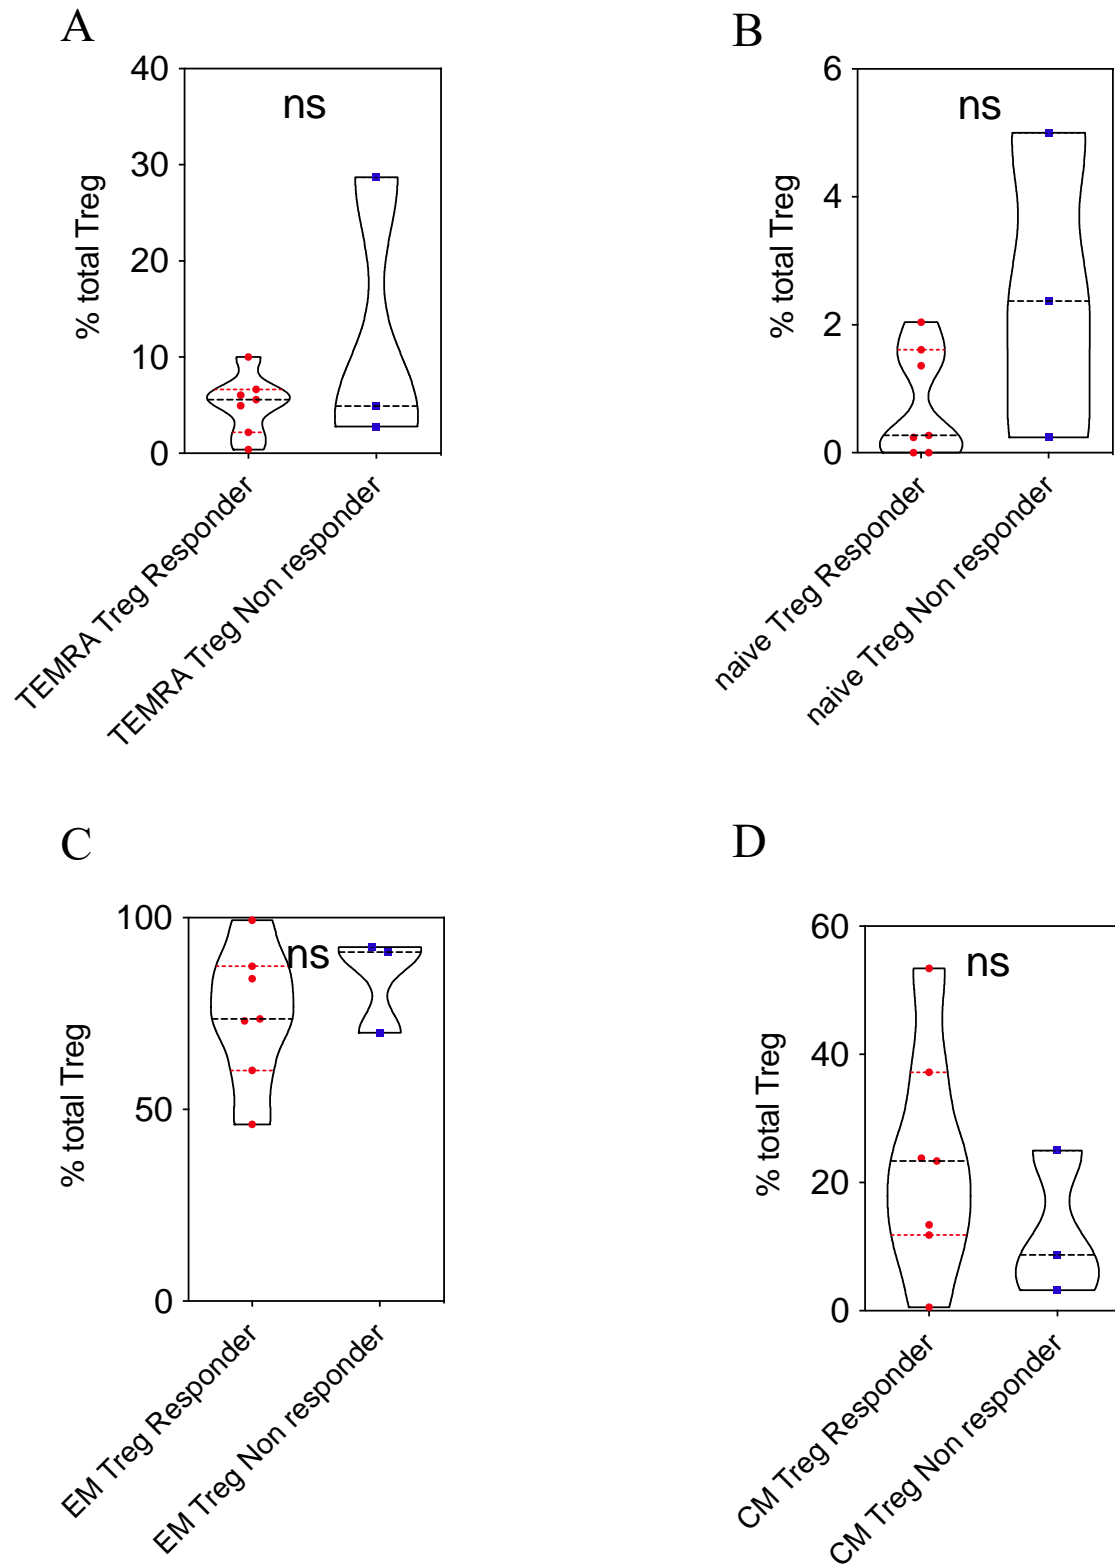 A
40
30
20
10
0
% total Treg
ns
TEMRA Treg Responder
TEMRA Treg Non responder
B
6
4
2
0
% total Treg
ns
naive Treg Responder
naive Treg Non responder
C
100
50
0
% total Treg
ns
EM Treg Responder
EM Treg Non responder
D
60
40
20
0
% total Treg
ns
CM Treg Responder
CM Treg Non responder